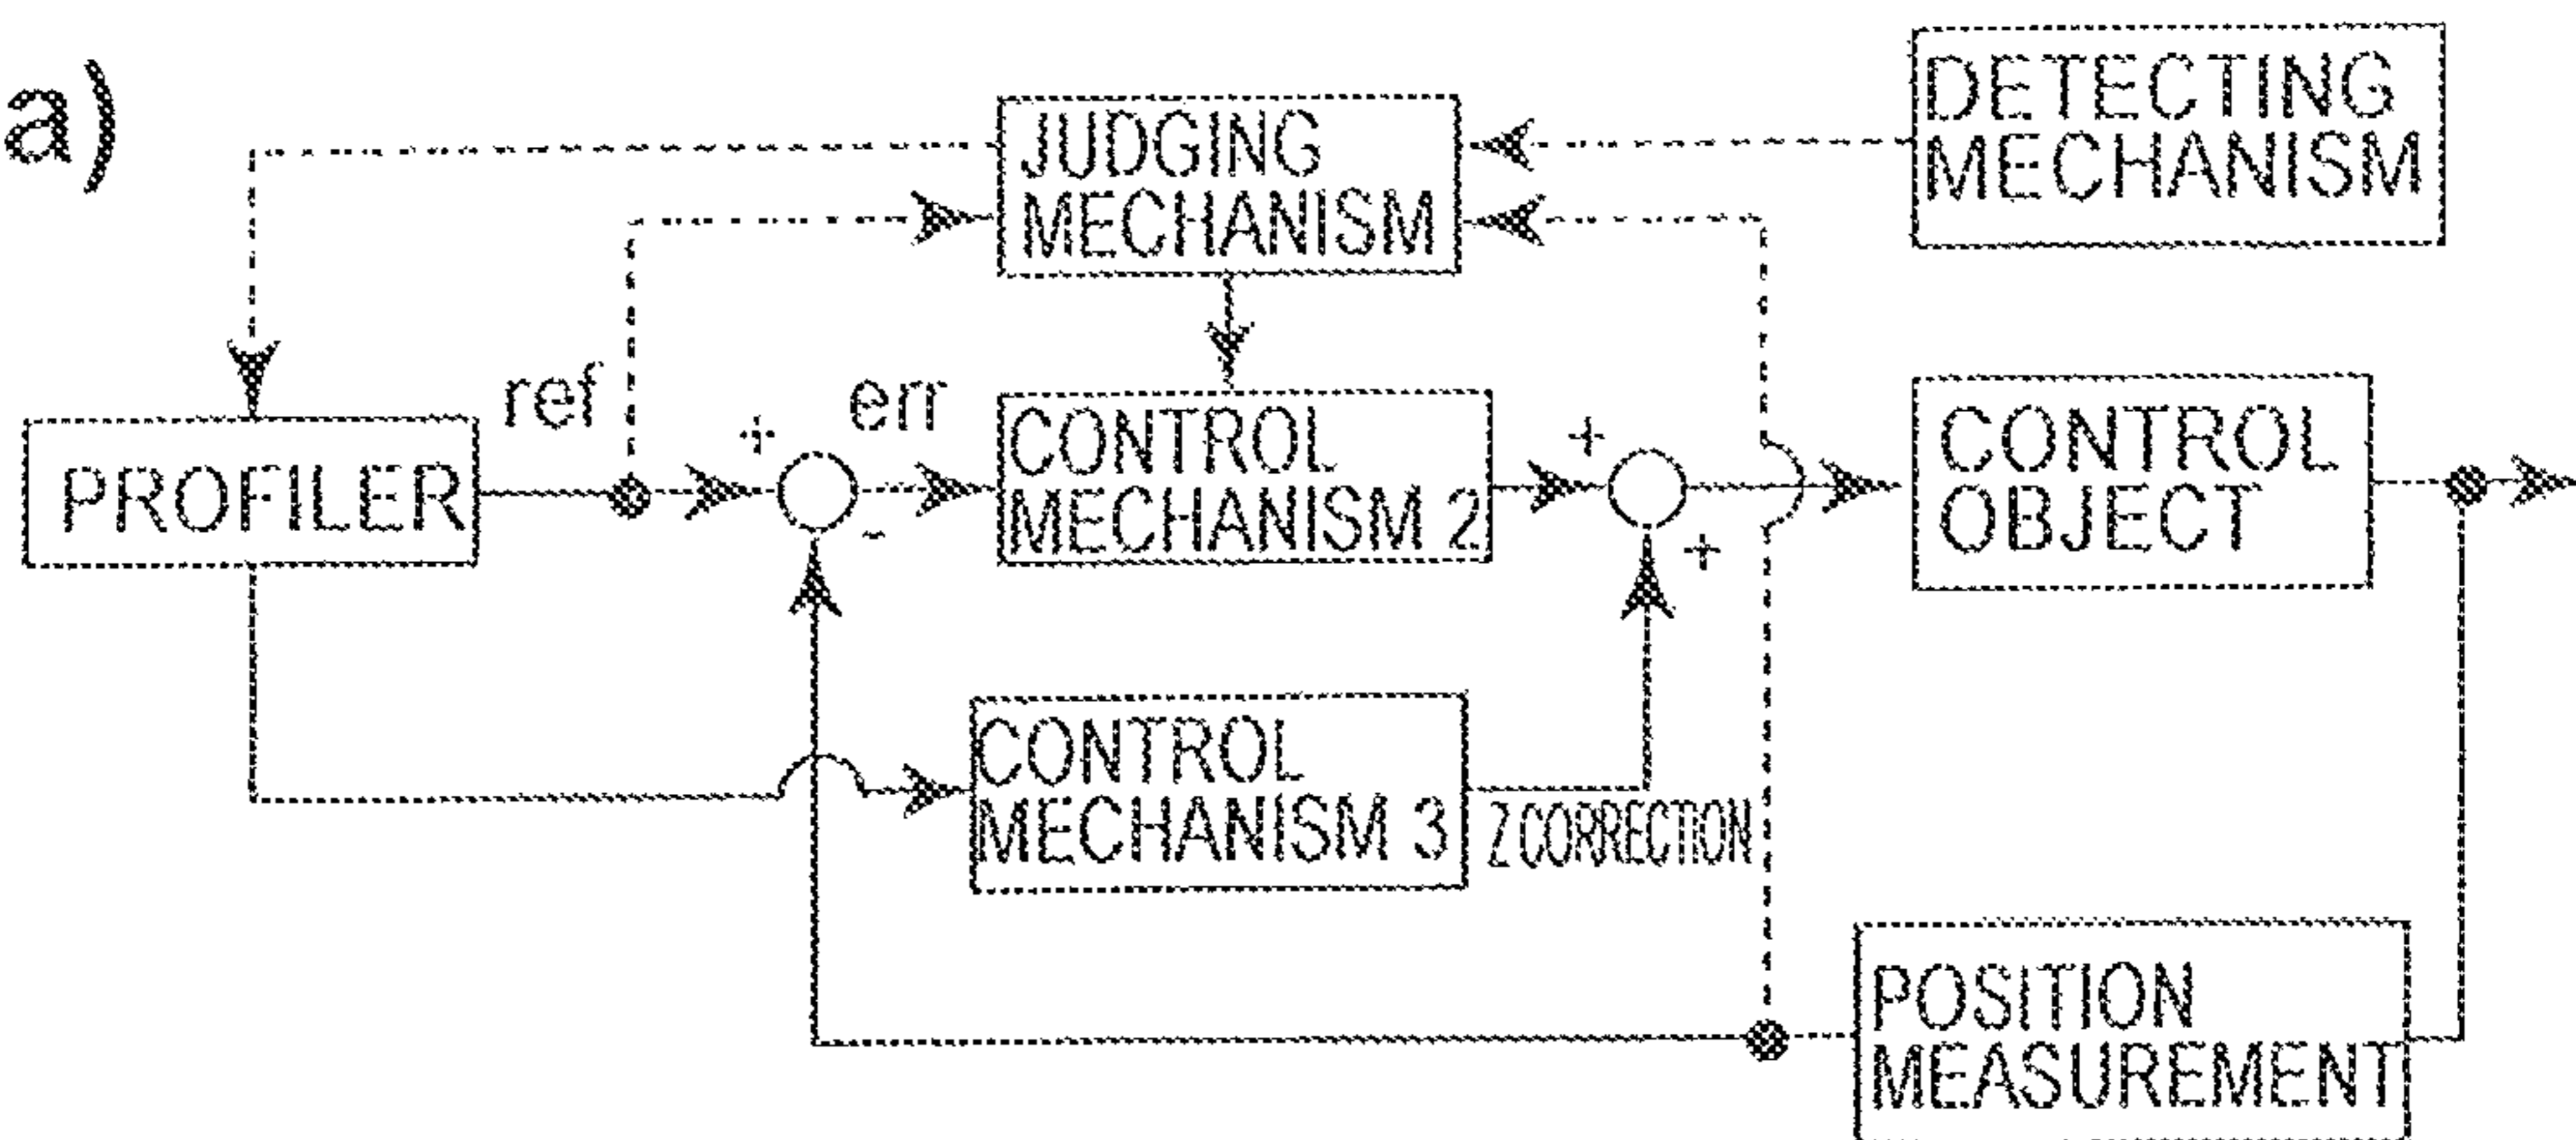 a)
DETECTING
MECHANISM
JUDGING
MECHANISM
ref
+
err
CONTROL
MECHANISM 2
+
CONTROL
OBJECT
PROFILER
-
+
CONTROL
MECHANISM 3
Z CORRECTION
POSITION
MEASUREMENT